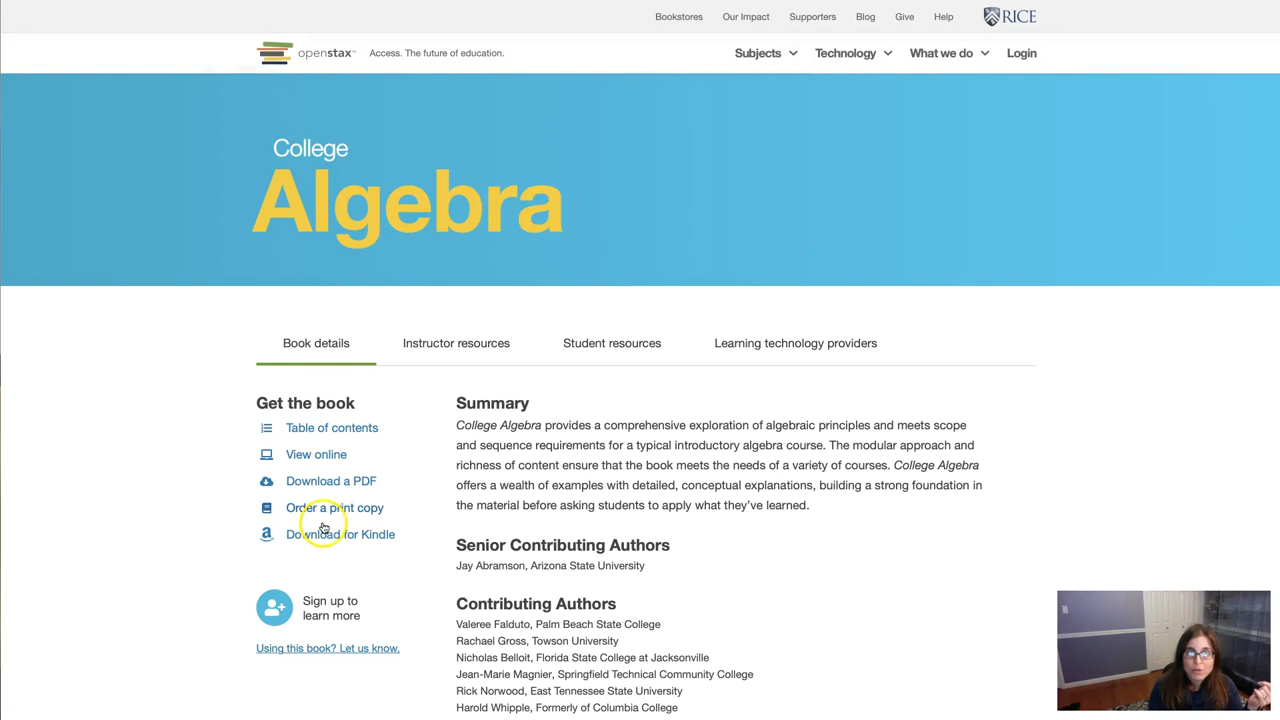 Bookstores Our Impact Supporters Blog Give Help RICE
openstax™ Access. The future of education. Subjects Technology What we do Login
College
Algebra
Book details Instructor resources Student resources Learning technology providers
Get the book
Table of contents
View online
Download a PDF
Order a print copy
Download for Kindle
Sign up to
learn more
Using this book? Let us know.
Summary
College Algebra provides a comprehensive exploration of algebraic principles and meets scope
and sequence requirements for a typical introductory algebra course. The modular approach and
richness of content ensure that the book meets the needs of a variety of courses. College Algebra
offers a wealth of examples with detailed, conceptual explanations, building a strong foundation in
the material before asking students to apply what they've learned.
Senior Contributing Authors
Jay Abramson, Arizona State University
Contributing Authors
Valeree Falduto, Palm Beach State College
Rachael Gross, Towson University
Nicholas Belloit, Florida State College at Jacksonville
Jean-Marie Magnier, Springfield Technical Community College
Rick Norwood, East Tennessee State University
Harold Whipple, Formerly of Columbia College